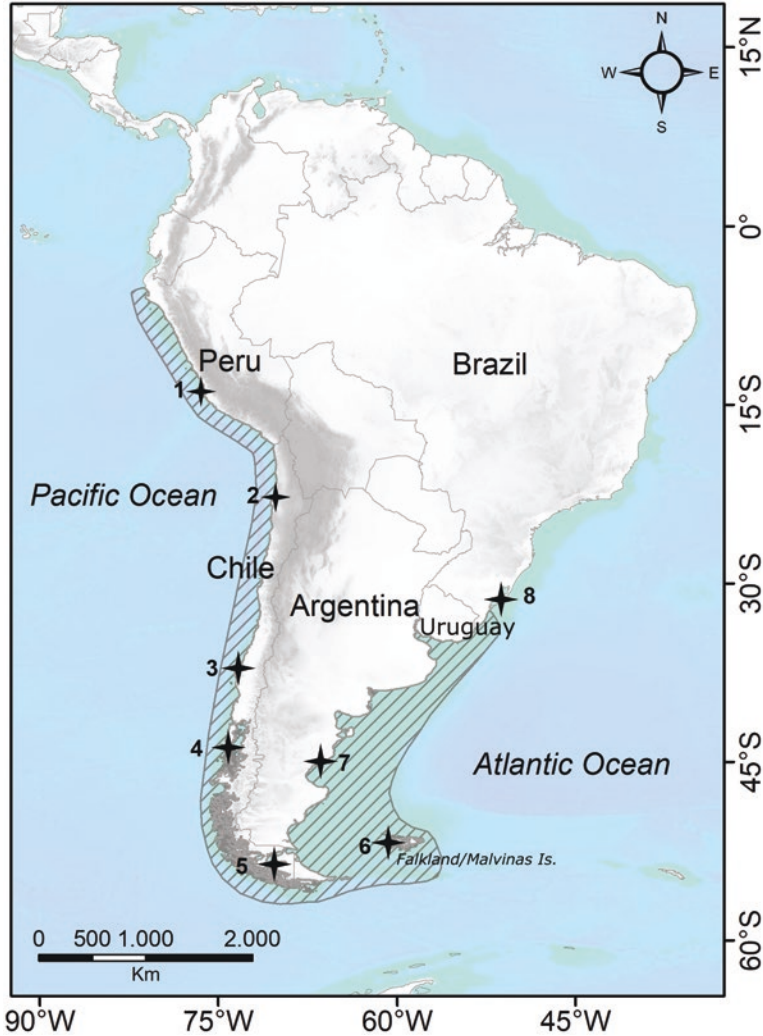 N
W E
S
15°N
0°
Peru
Brazil
1
15°S
Pacific Ocean
2
Chile
30°S
Argentina
8
Uruguay
3
4
7
Atlantic Ocean
45°S
6
5
Falkland/Malvinas Is.
0 500 1.000 2.000
Km
60°S
90°W 75°W 60°W 45°W